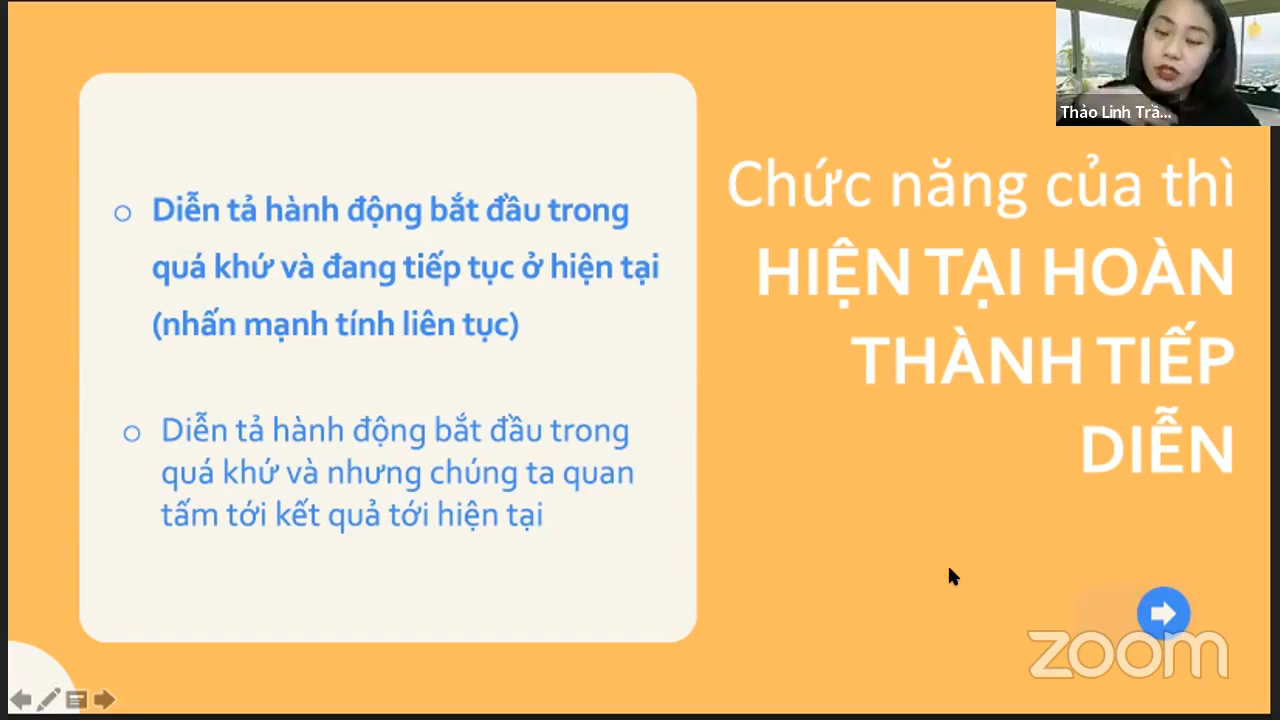 Thảo Linh Trầ...
Chức năng của thì
HIỆN TẠI HOÀN
THÀNH TIẾP
DIỄN
Diễn tả hành động bắt đầu trong
quá khứ và đang tiếp tục ở hiện tại
(nhấn mạnh tính liên tục)
Diễn tả hành động bắt đầu trong
quá khứ và nhưng chúng ta quan
tấm tới kết quả tới hiện tại
zoom